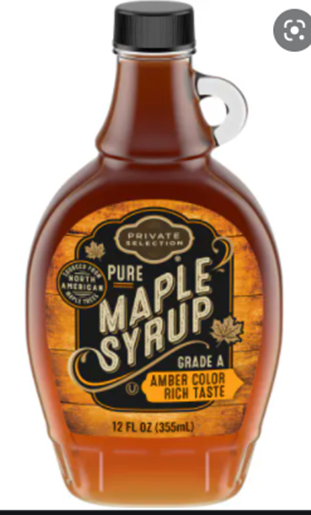 PRIVATE
SELECTION
®
SOURCED FROM
NORTH
AMERICAN
MAPLE TREES
PURE
MAPLE
SYRUP
™
GRADE A
AMBER COLOR
RICH TASTE
U
12 FL OZ (355mL)